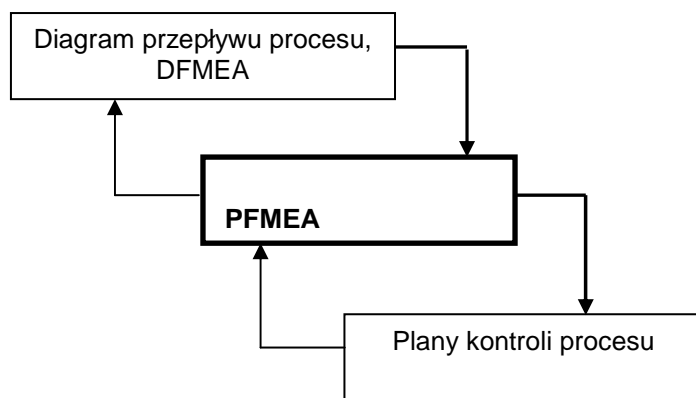 Diagram przepływu procesu,
DFMEA
PFMEA
Plany kontroli procesu